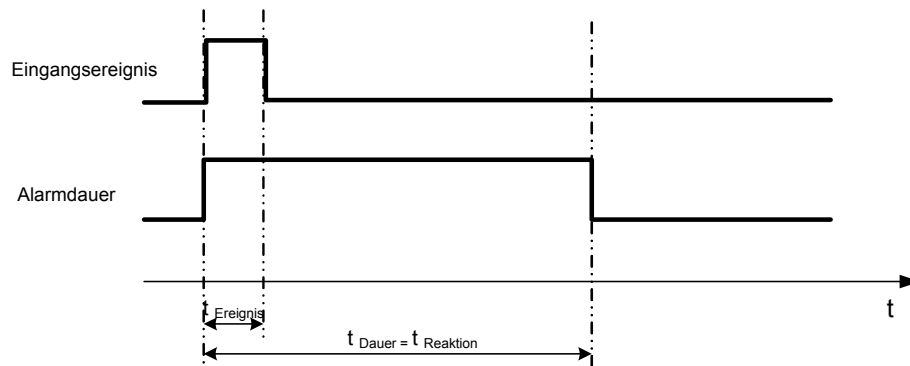 Eingangsereignis
Alarmdauer
t
t Ereignis
t Dauer = t Reaktion